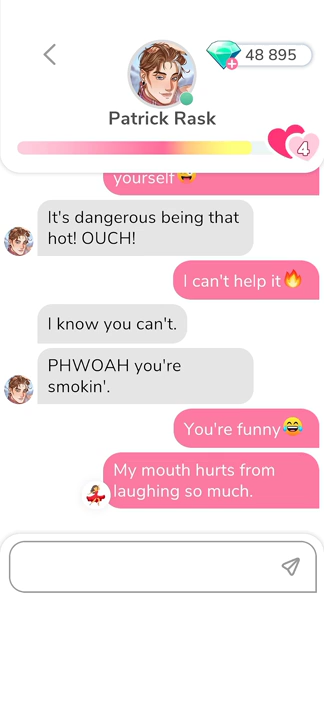 48 895
Patrick Rask
4
yourself😄
It's dangerous being that
hot! OUCH!
I can't help it🔥
I know you can't.
PHWOAH you're
smokin'.
You're funny😂
My mouth hurts from
laughing so much.